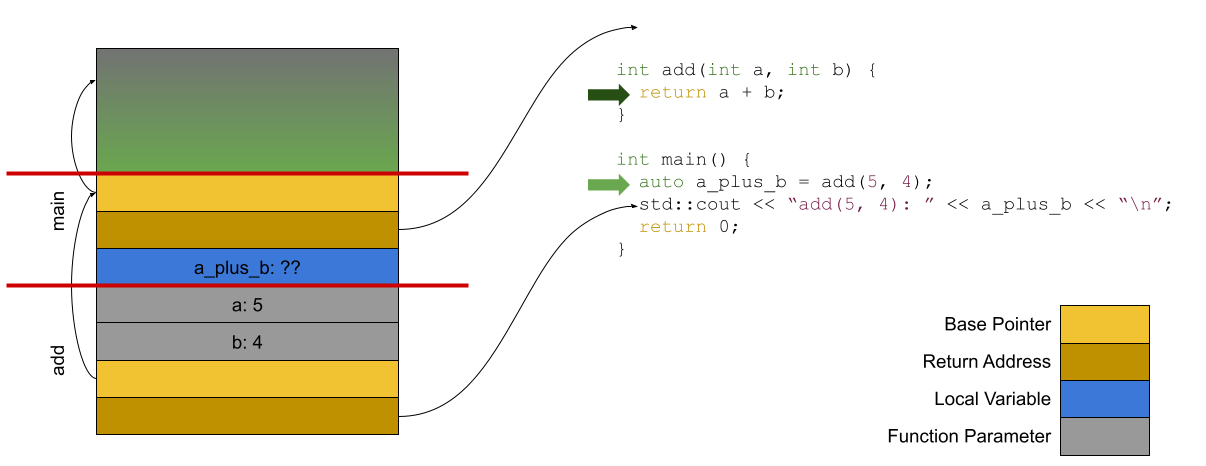 main
a_plus_b: ??
a: 5
b: 4
add
int add(int a, int b) {
return a + b;
}
int main() {
auto a_plus_b = add(5, 4);
std::cout << “add(5, 4): ” << a_plus_b << “\n”;
return 0;
}
Base Pointer
Return Address
Local Variable
Function Parameter